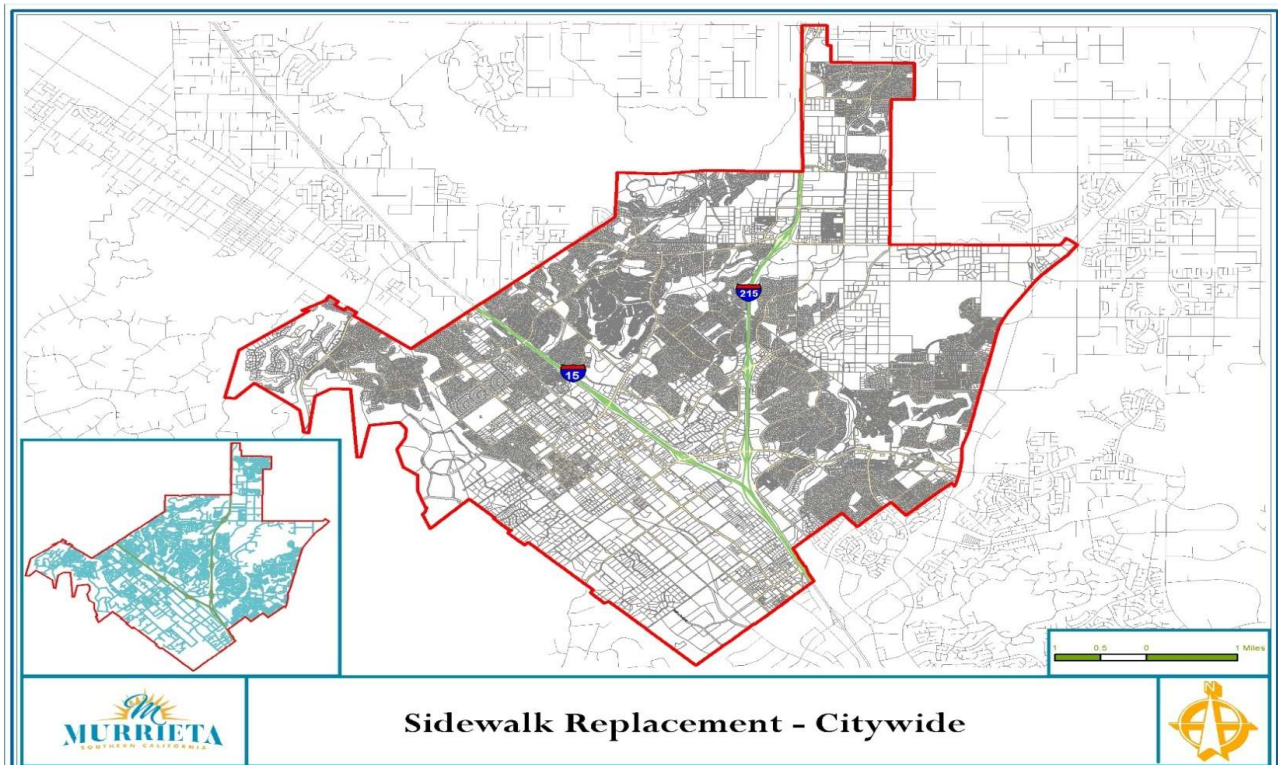 215
15
1 0.5 0 1 Miles
MURRIETA
SOUTHERN CALIFORNIA
Sidewalk Replacement - Citywide
N